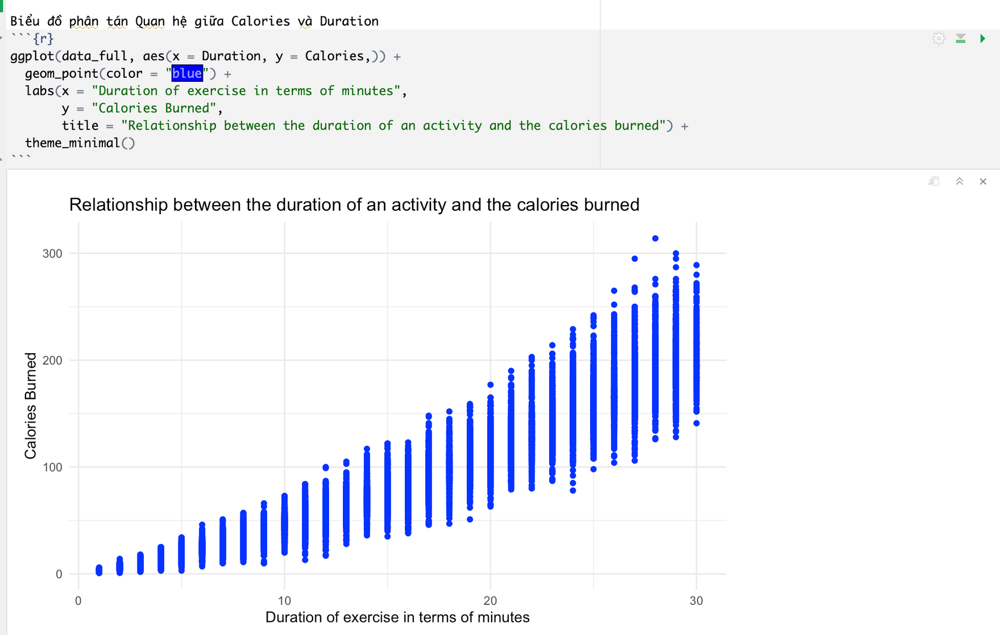 Biểu đồ phân tán Quan hệ giữa Calories và Duration
```{r}
ggplot(data_full, aes(x = Duration, y = Calories,)) +
  geom_point(color = "blue") +
  labs(x = "Duration of exercise in terms of minutes",
       y = "Calories Burned",
       title = "Relationship between the duration of an activity and the calories burned") +
  theme_minimal()
```
Relationship between the duration of an activity and the calories burned
300
200
100
0
Calories Burned
0 10 20 30
Duration of exercise in terms of minutes